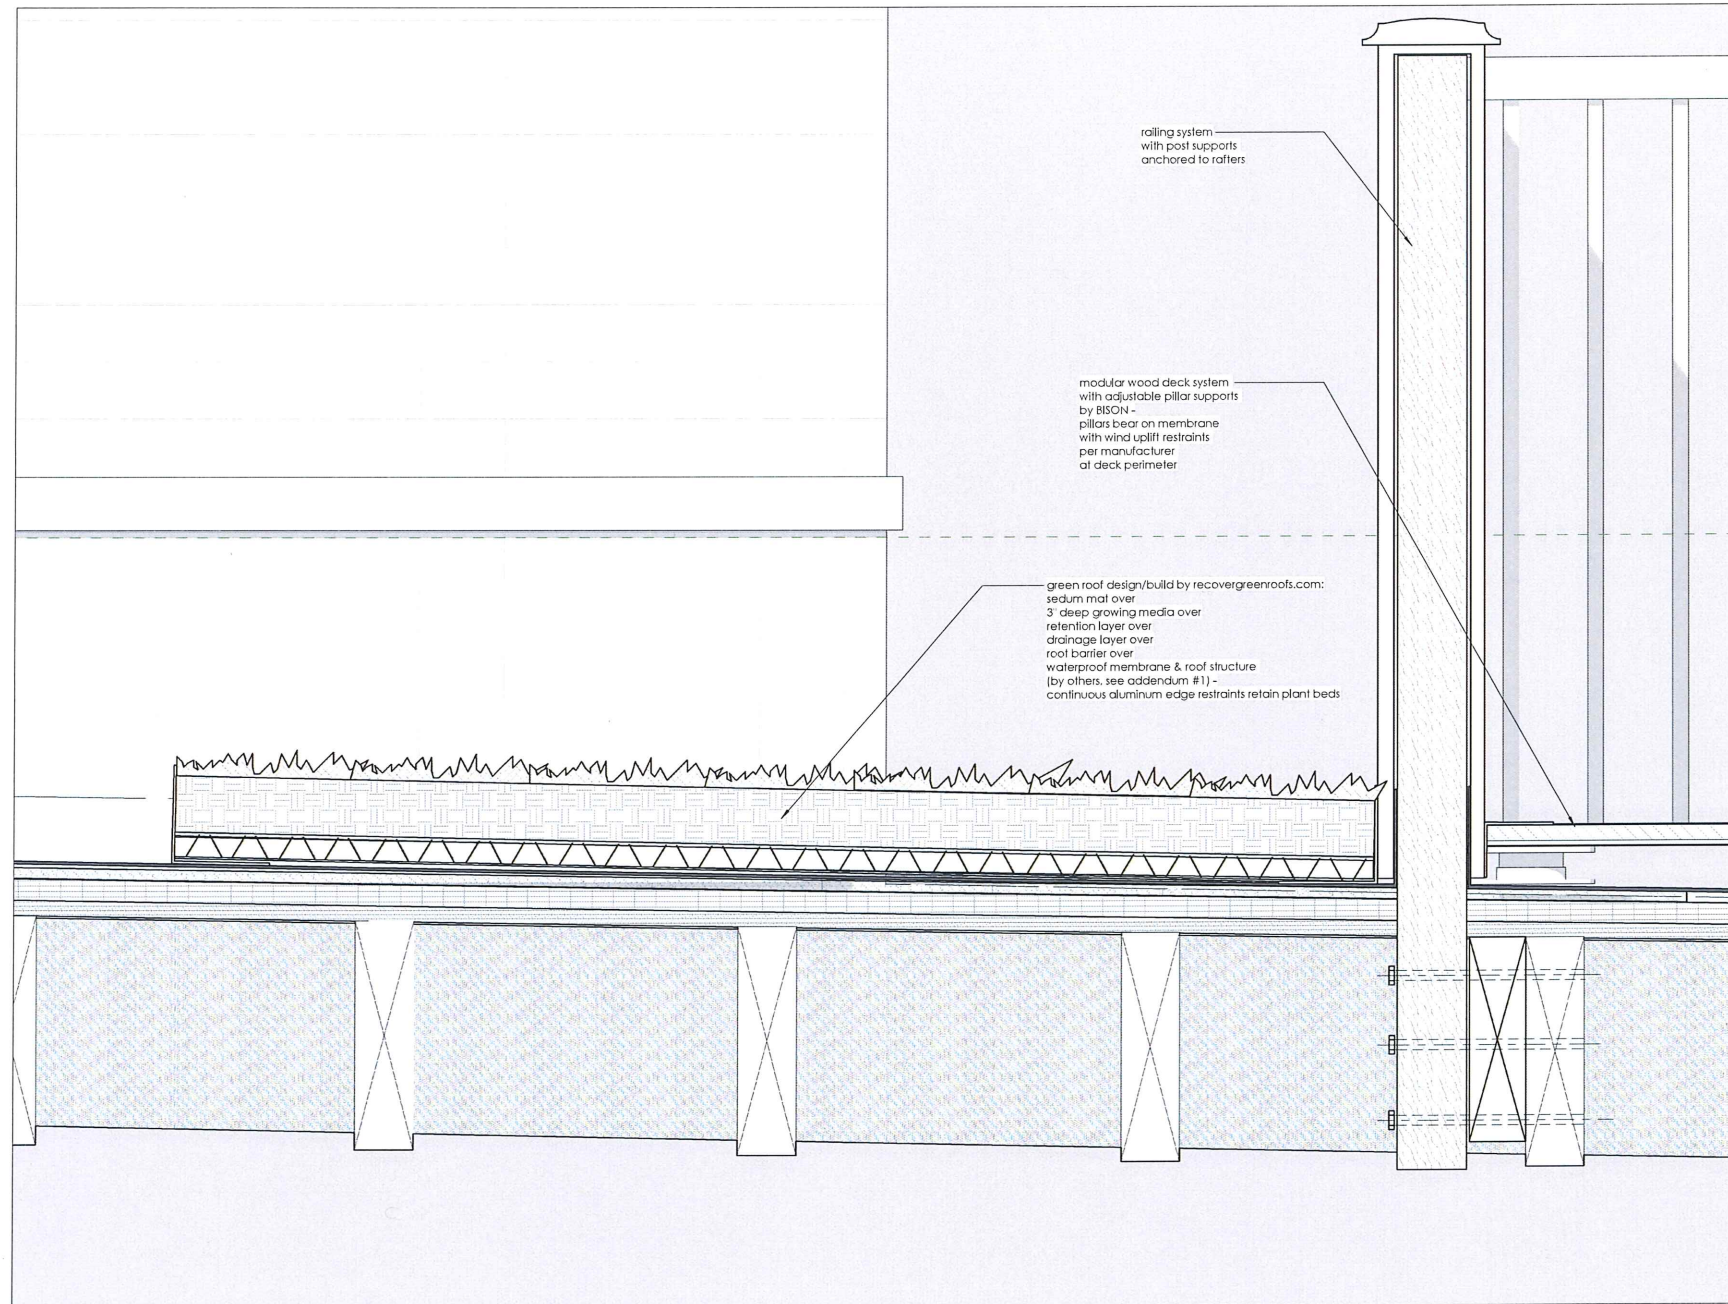 railing system
with post supports
anchored to rafters
modular wood deck system
with adjustable pillar supports
by BISON -
pillars bear on membrane
with wind uplift restraints
per manufacturer
at deck perimeter
green roof design/build by recovergreenroofs.com:
sedum mat over
3" deep growing media over
retention layer over
drainage layer over
root barrier over
waterproof membrane & roof structure
(by others, see addendum #1) -
continuous aluminum edge restraints retain plant beds